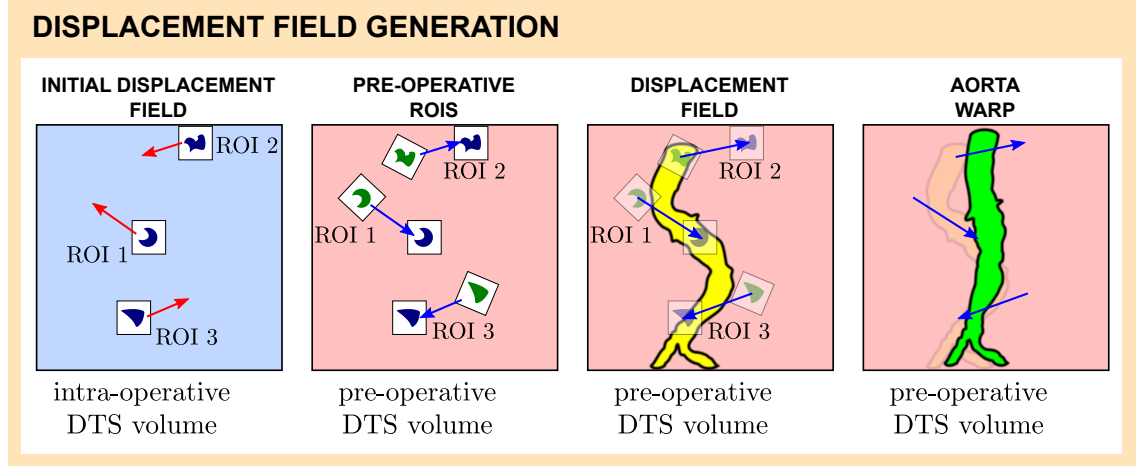 DISPLACEMENT FIELD GENERATION
INITIAL DISPLACEMENT
FIELD
ROI 2
ROI 1
ROI 3
intra-operative
DTS volume
PRE-OPERATIVE
ROIS
ROI 2
ROI 1
ROI 3
pre-operative
DTS volume
DISPLACEMENT
FIELD
ROI 2
ROI 1
ROI 3
pre-operative
DTS volume
AORTA
WARP
pre-operative
DTS volume